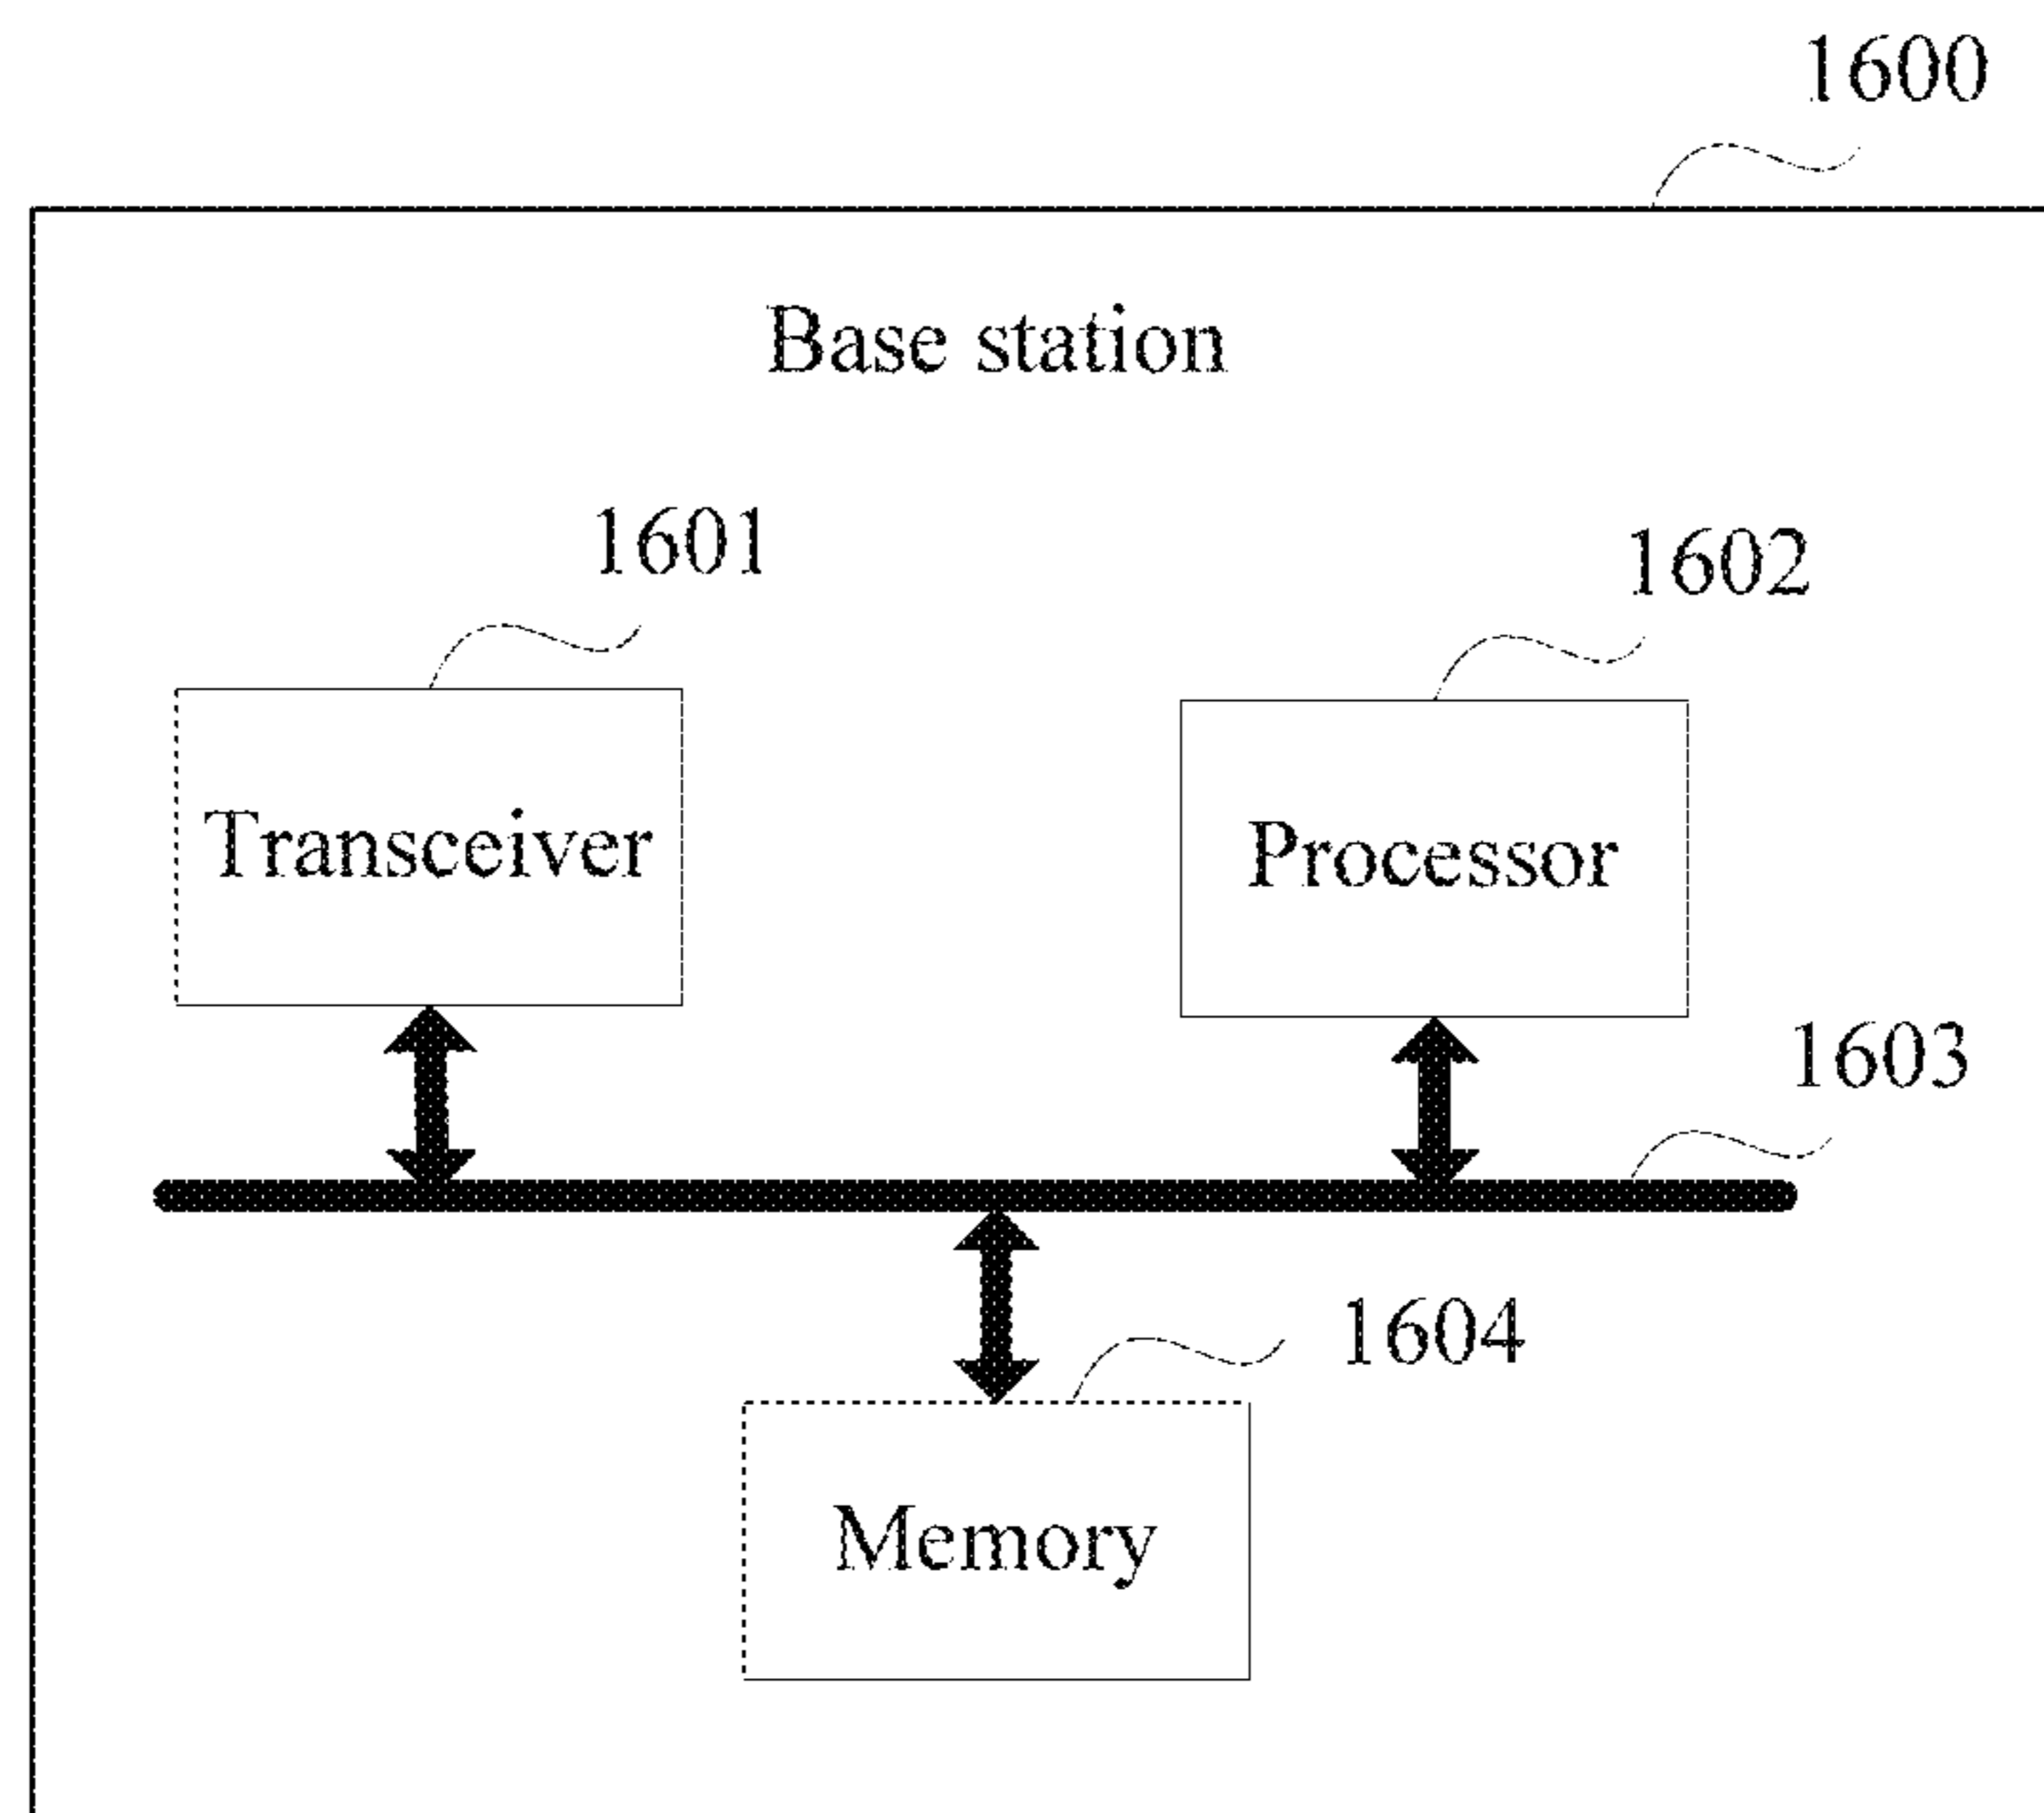 1600
Base station
1601
1602
Transceiver
Processor
1603
1604
Memory